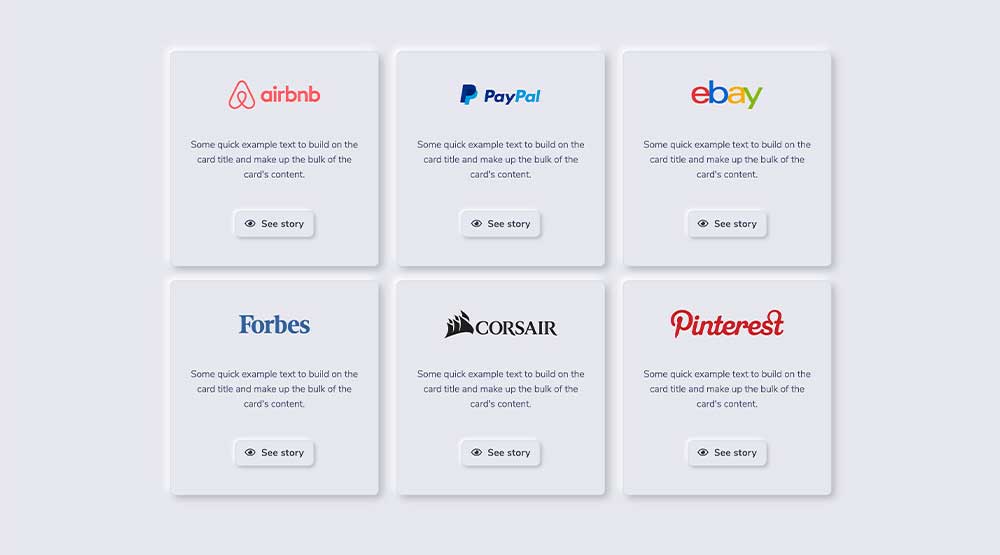 airbnb
Some quick example text to build on the
card title and make up the bulk of the
card's content.
See story
PayPal
Some quick example text to build on the
card title and make up the bulk of the
card's content.
See story
ebay
Some quick example text to build on the
card title and make up the bulk of the
card's content.
See story
Forbes
Some quick example text to build on the
card title and make up the bulk of the
card's content.
See story
CORSAIR
Some quick example text to build on the
card title and make up the bulk of the
card's content.
See story
Pinterest
Some quick example text to build on the
card title and make up the bulk of the
card's content.
See story